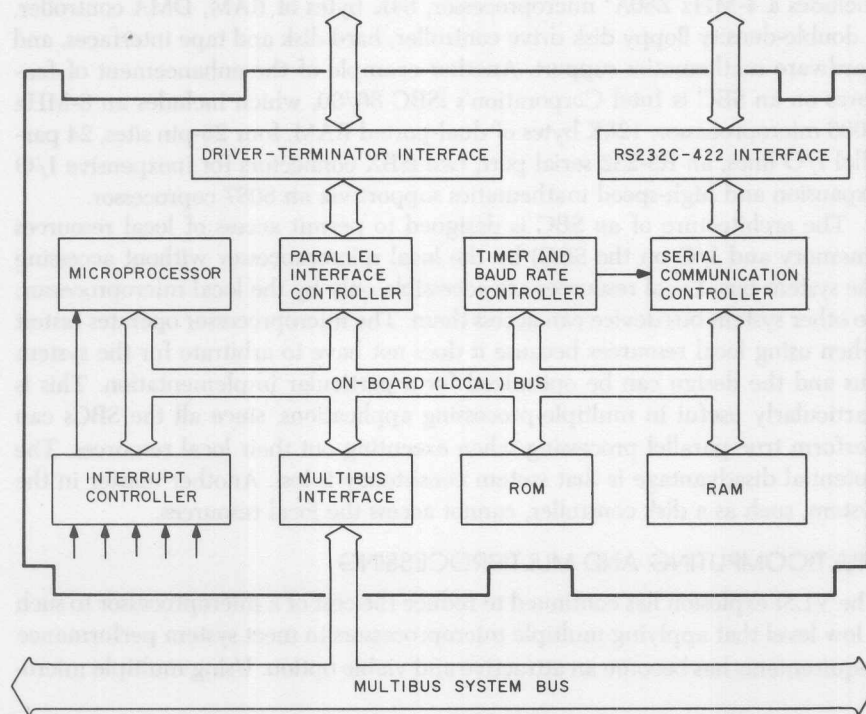 DRIVER-TERMINATOR INTERFACE
RS232C-422 INTERFACE
MICROPROCESSOR
PARALLEL
INTERFACE
CONTROLLER
TIMER AND
BAUD RATE
CONTROLLER
SERIAL
COMMUNICATION
CONTROLLER
ON-BOARD (LOCAL) BUS
INTERRUPT
CONTROLLER
MULTIBUS
INTERFACE
ROM
RAM
MULTIBUS SYSTEM BUS